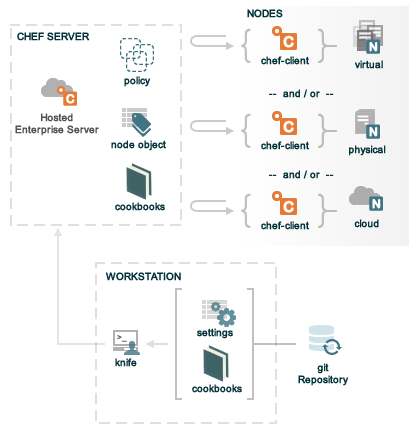 NODES
CHEF SERVER
policy
chef-client
virtual
Hosted
Enterprise Server
C
C
N
-- and / or --
node object
chef-client
physical
C
N
-- and / or --
cookbooks
chef-client
cloud
C
N
WORKSTATION
settings
>_
knife
cookbooks
git
Repository